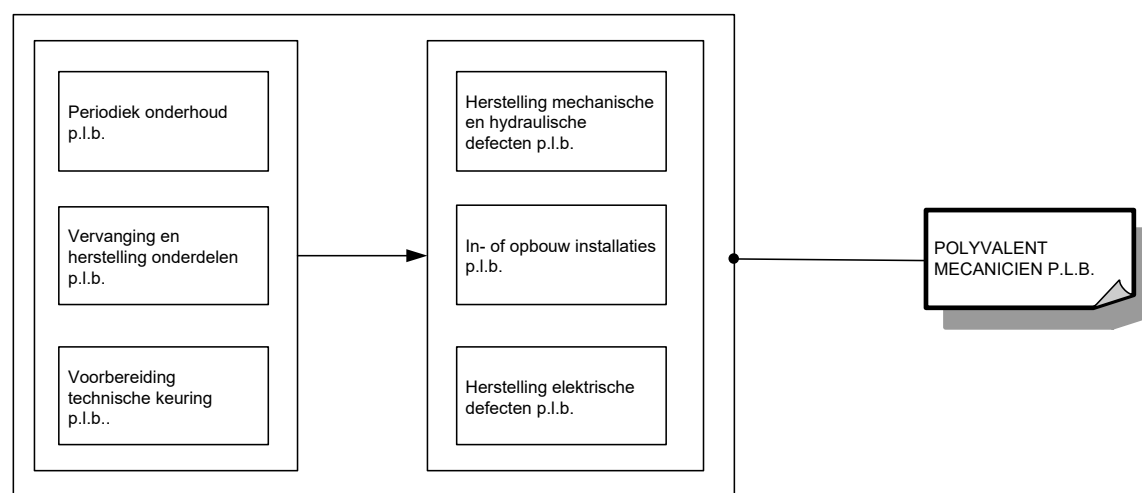 Periodiek onderhoud
p.l.b.
Vervanging en
herstelling onderdelen
p.l.b.
Voorbereiding
technische keuring
p.l.b..
Herstelling mechanische
en hydraulische
defecten p.l.b.
In- of opbouw installaties
p.l.b.
Herstelling elektrische
defecten p.l.b.
POLYVALENT
MECANICIEN P.L.B.